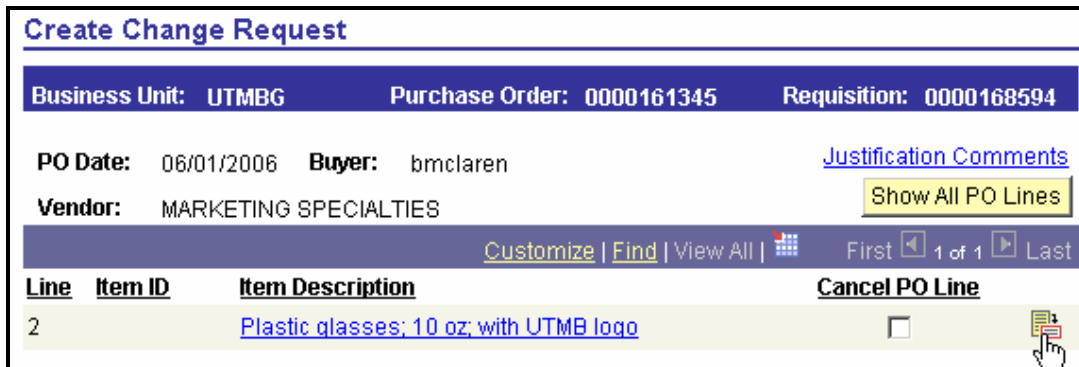 Create Change Request
Business Unit: UTMBG Purchase Order: 0000161345 Requisition: 0000168594
PO Date: 06/01/2006 Buyer: bmclaren Justification Comments
Show All PO Lines
Vendor: MARKETING SPECIALTIES
Customize | Find | View All | First 1 of 1 Last
Line Item ID Item Description Cancel PO Line
2 Plastic glasses; 10 oz; with UTMB logo